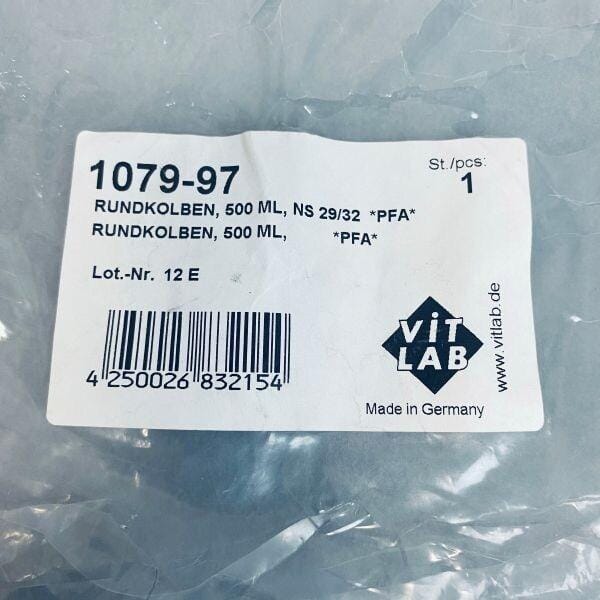 1079-97
St./pcs:
1
RUNDKOLBEN, 500 ML, NS 29/32 *PFA*
RUNDKOLBEN, 500 ML, *PFA*
Lot.-Nr. 12 E
4 250026 832154
ViT
LAB
www.vitlab.de
Made in Germany